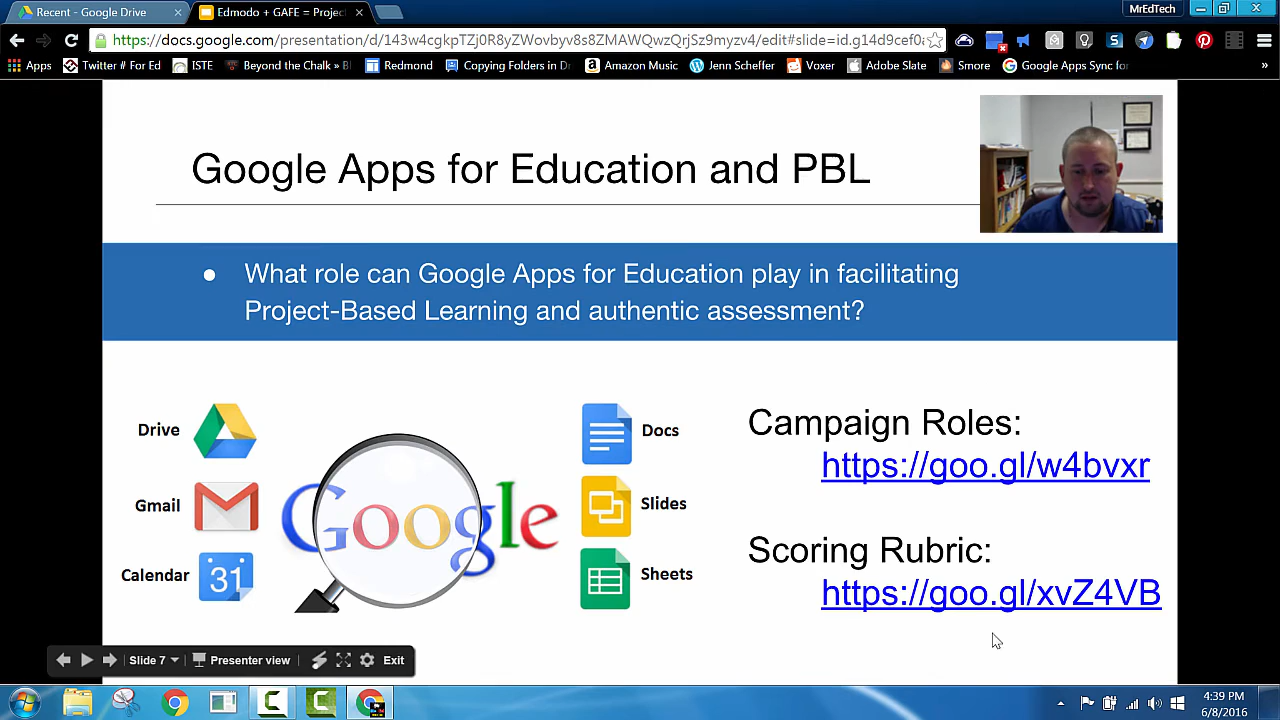 Recent - Google Drive
Edmodo + GAFE = Projec
MrEdTech
https://docs.google.com/presentation/d/143w4cgkpTZj0R8yZWovbyv8s8ZMAWQwzQrjSz9myzv4/edit#slide=id.g14d9cef0a
Apps
Twitter # For Ed
ISTE
Beyond the Chalk » Bl
Redmond
Copying Folders in Dr
Amazon Music
Jenn Scheffer
Voxer
Adobe Slate
Smore
Google Apps Sync for
»
Google Apps for Education and PBL
● What role can Google Apps for Education play in facilitating
Project-Based Learning and authentic assessment?
Drive
Gmail
Calendar
31
Google
Docs
Slides
Sheets
Campaign Roles:
https://goo.gl/w4bvxr
Scoring Rubric:
https://goo.gl/xvZ4VB
Slide 7
Presenter view
Exit
4:39 PM
6/8/2016